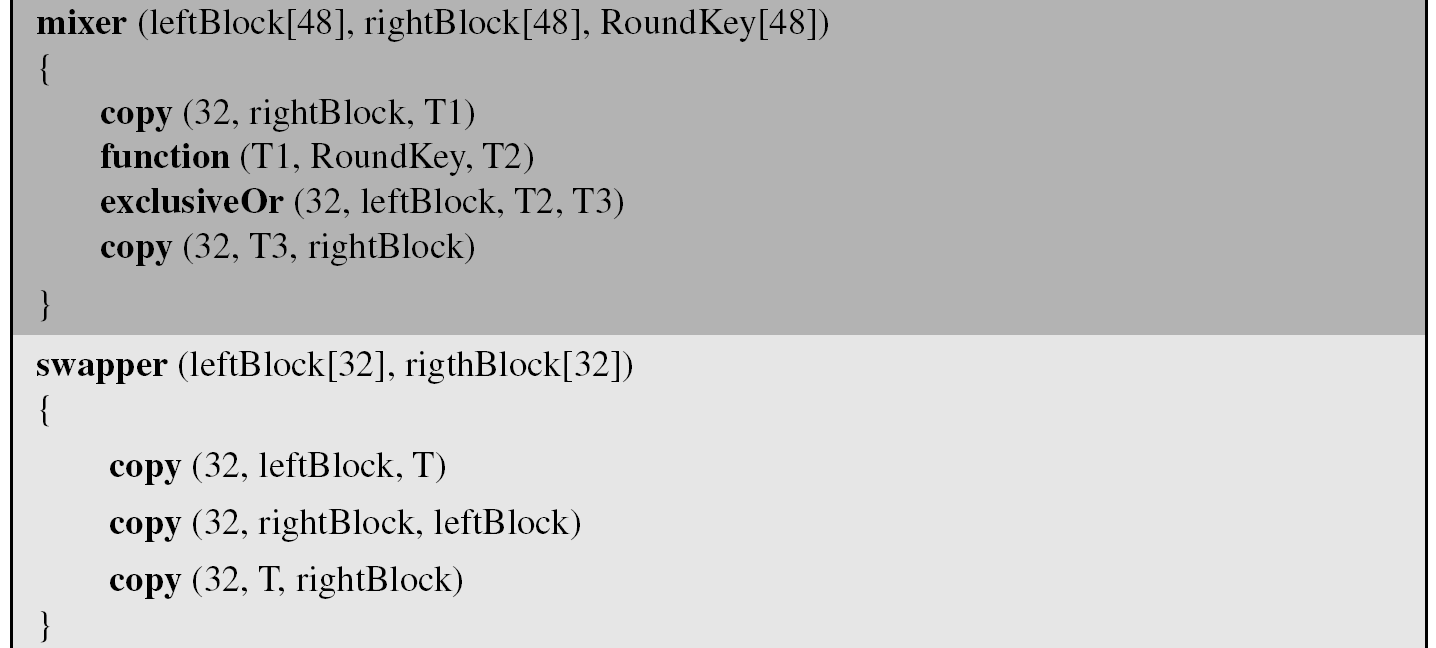 mixer (leftBlock[48], rightBlock[48], RoundKey[48])
{
copy (32, rightBlock, T1)
function (T1, RoundKey, T2)
exclusiveOr (32, leftBlock, T2, T3)
copy (32, T3, rightBlock)
}
swapper (leftBlock[32], rigthBlock[32])
{
copy (32, leftBlock, T)
copy (32, rightBlock, leftBlock)
copy (32, T, rightBlock)
}